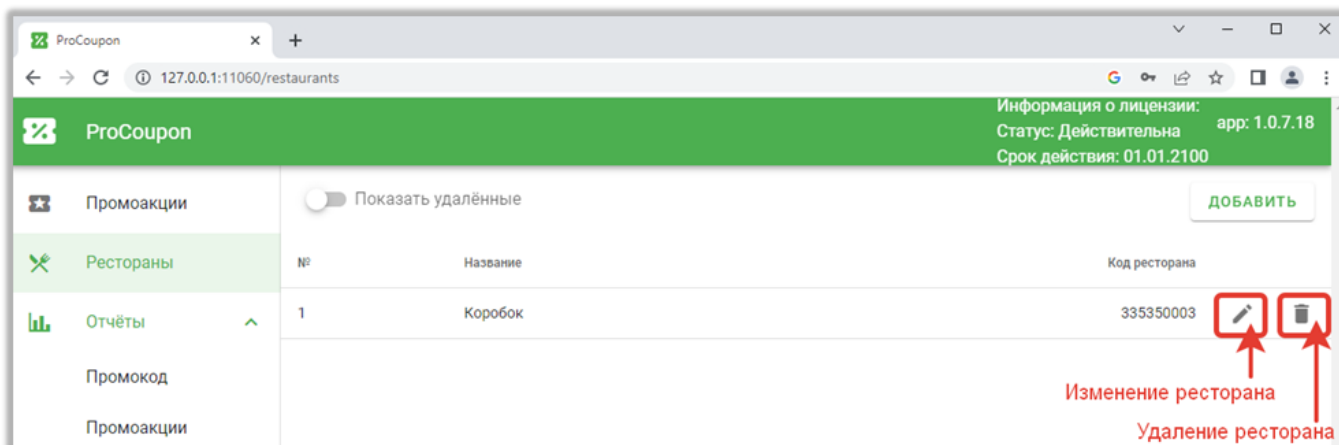 ProCoupon
127.0.0.1:11060/restaurants
ProCoupon
Информация о лицензии:
Статус: Действительна
Срок действия: 01.01.2100
app: 1.0.7.18
Промоакции
Показать удалённые
ДОБАВИТЬ
Рестораны
№ Название Код ресторана
Отчёты
1 Коробок 335350003
Промокод
Изменение ресторана
Промоакции
Удаление ресторана